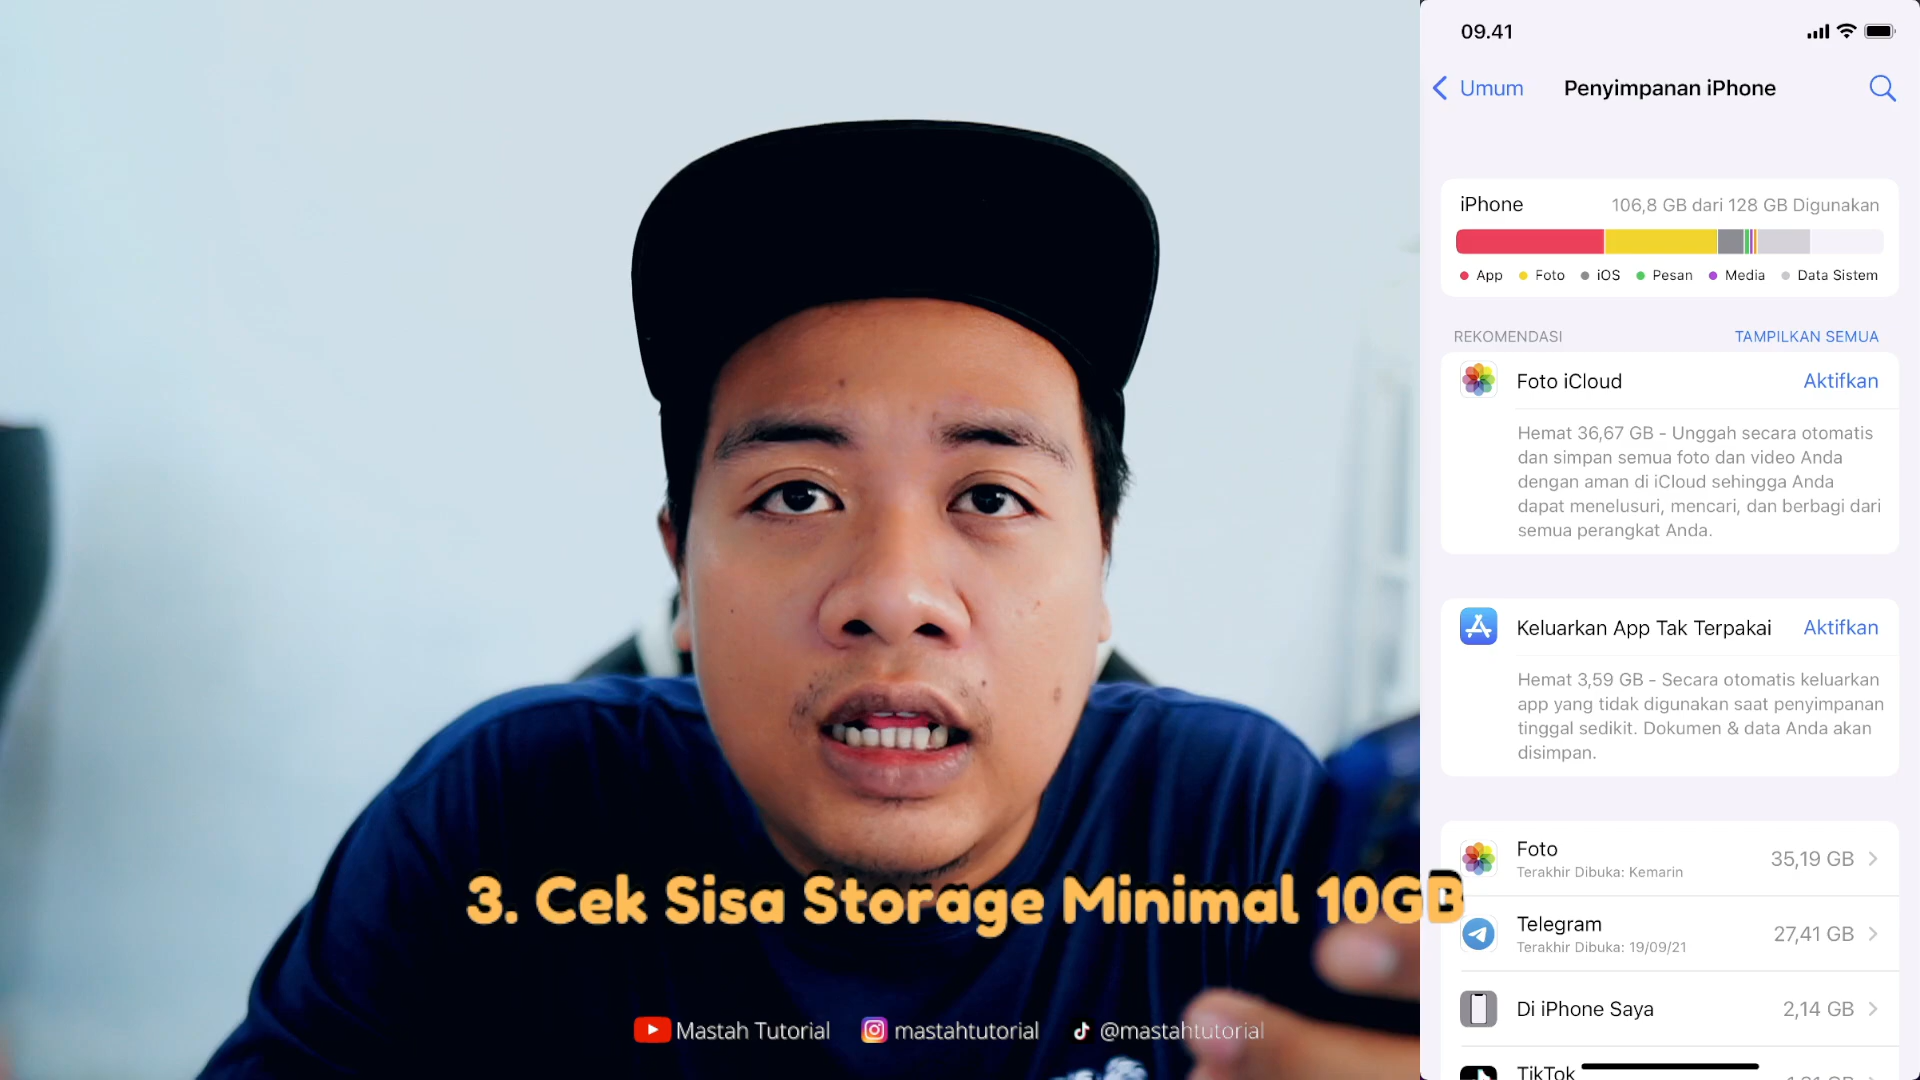 09.41
Umum
Penyimpanan iPhone
iPhone
106,8 GB dari 128 GB Digunakan
App
Foto
iOS
Pesan
Media
Data Sistem
REKOMENDASI
TAMPILKAN SEMUA
Foto iCloud
Aktifkan
Hemat 36,67 GB - Unggah secara otomatis
dan simpan semua foto dan video Anda
dengan aman di iCloud sehingga Anda
dapat menelusuri, mencari, dan berbagi dari
semua perangkat Anda.
Keluarkan App Tak Terpakai
Aktifkan
Hemat 3,59 GB - Secara otomatis keluarkan
app yang tidak digunakan saat penyimpanan
tinggal sedikit. Dokumen & data Anda akan
disimpan.
Foto
Terakhir Dibuka: Kemarin
35,19 GB
Telegram
Terakhir Dibuka: 19/09/21
27,41 GB
Di iPhone Saya
2,14 GB
TikTok
3. Cek Sisa Storage Minimal 10GB
Mastah Tutorial
mastahtutorial
@mastahtutorial